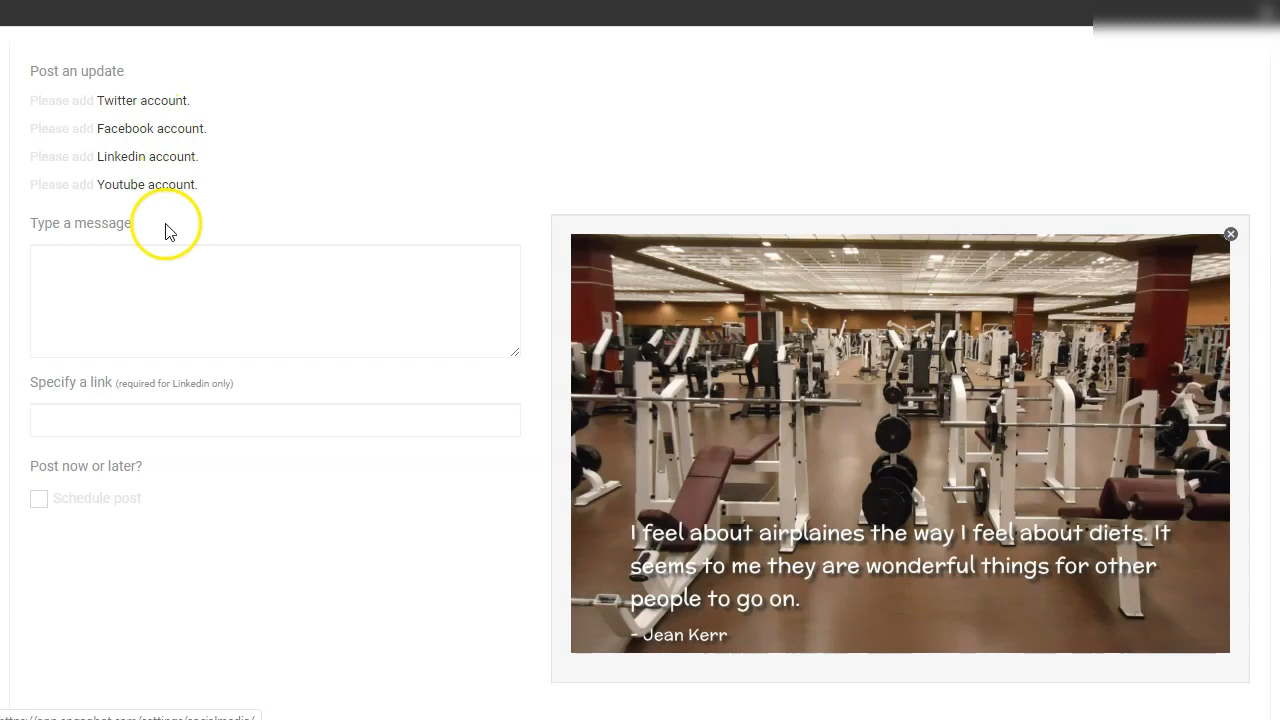 Post an update
Please add Twitter account.
Please add Facebook account.
Please add Linkedin account.
Please add Youtube account.
Type a message
Specify a link (required for Linkedin only)
Post now or later?
Schedule post
I feel about airplaines the way I feel about diets. It
seems to me they are wonderful things for other
people to go on.
- Jean Kerr